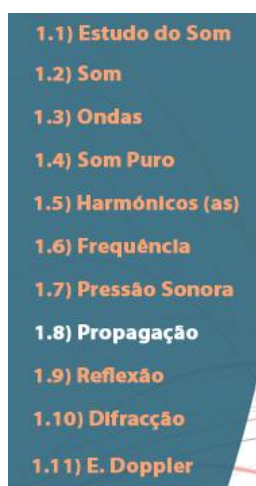 1.1) Estudo do Som
1.2) Som
1.3) Ondas
1.4) Som Puro
1.5) Harmónicos (as)
1.6) Frequência
1.7) Pressão Sonora
1.8) Propagação
1.9) Reflexão
1.10) Difracção
1.11) E. Doppler